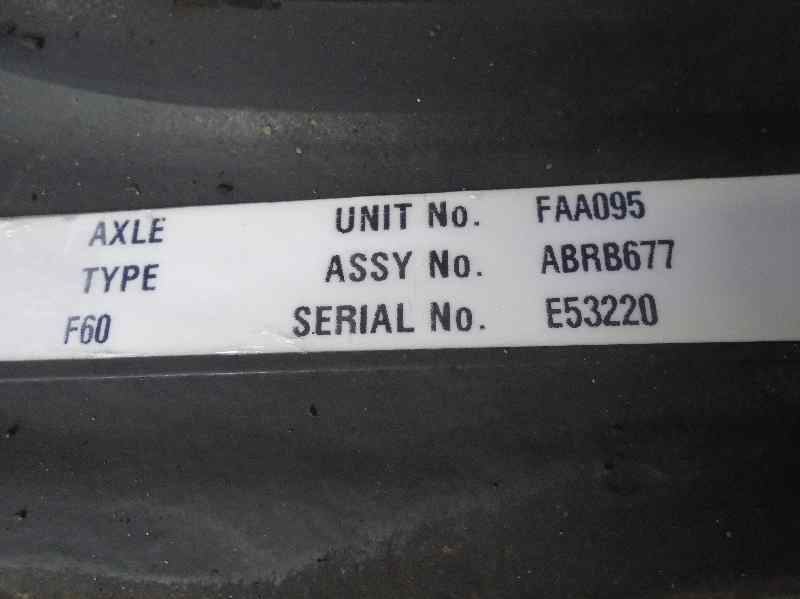 AXLE UNIT No. FAA095
TYPE ASSY No. ABRB677
F60 SERIAL No. E53220